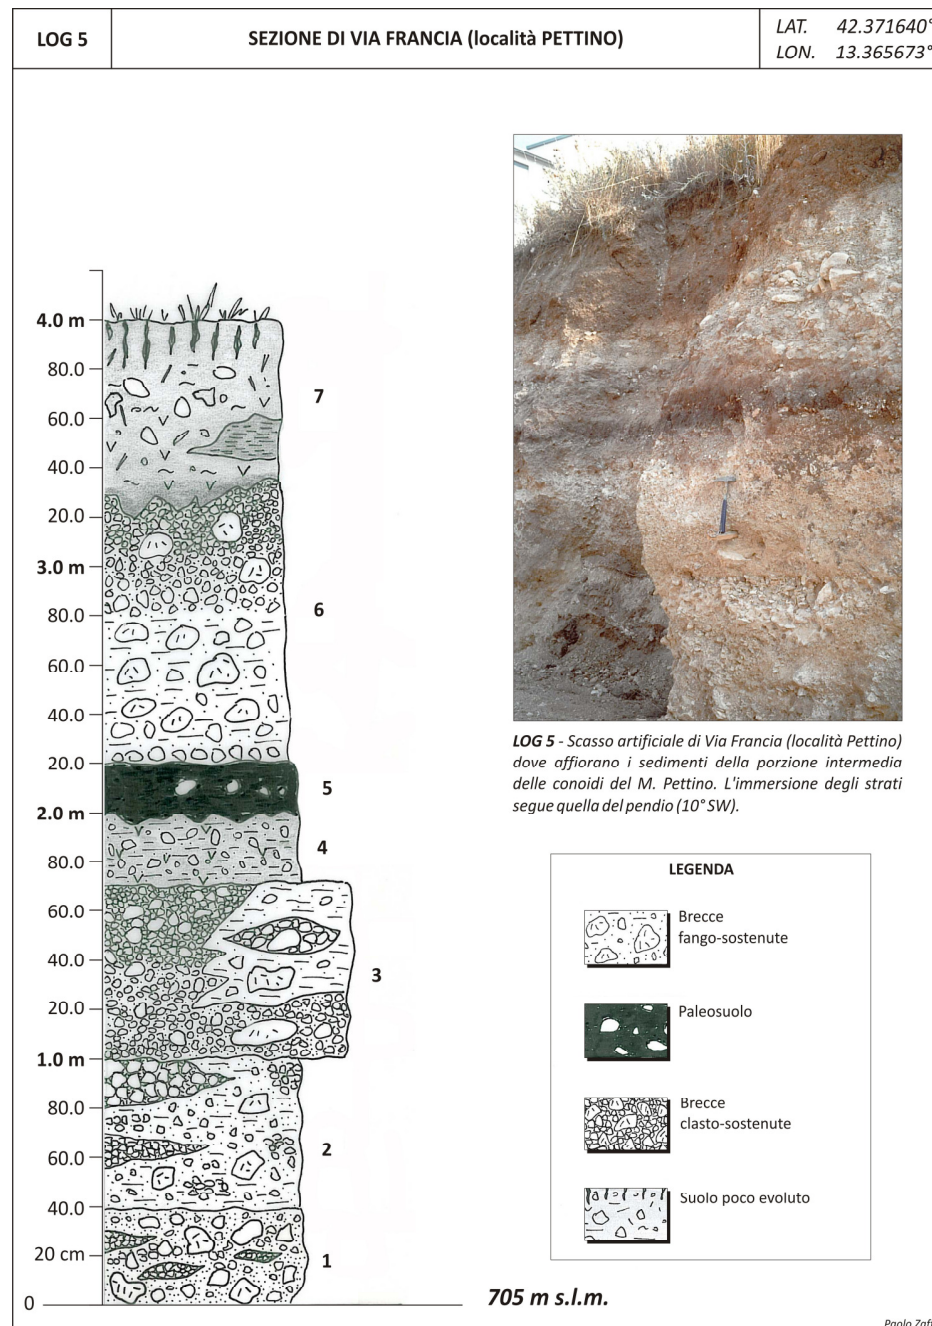 LOG 5
SEZIONE DI VIA FRANCIA (località PETTINO)
LAT. 42.371640°
LON. 13.365673°
4.0 m
80.0
60.0
40.0
20.0
3.0 m
80.0
60.0
40.0
20.0
2.0 m
80.0
60.0
40.0
20.0
1.0 m
80.0
60.0
40.0
20 cm
0
7
6
5
4
3
2
1
LOG 5 - Scasso artificiale di Via Francia (località Pettino)
dove affiorano i sedimenti della porzione intermedia
delle conoidi del M. Pettino. L'immersione degli strati
segue quella del pendio (10° SW).
LEGENDA
Brecce
fango-sostenute
Paleosuolo
Brecce
clasto-sostenute
Suolo poco evoluto
705 m s.l.m.
Paolo